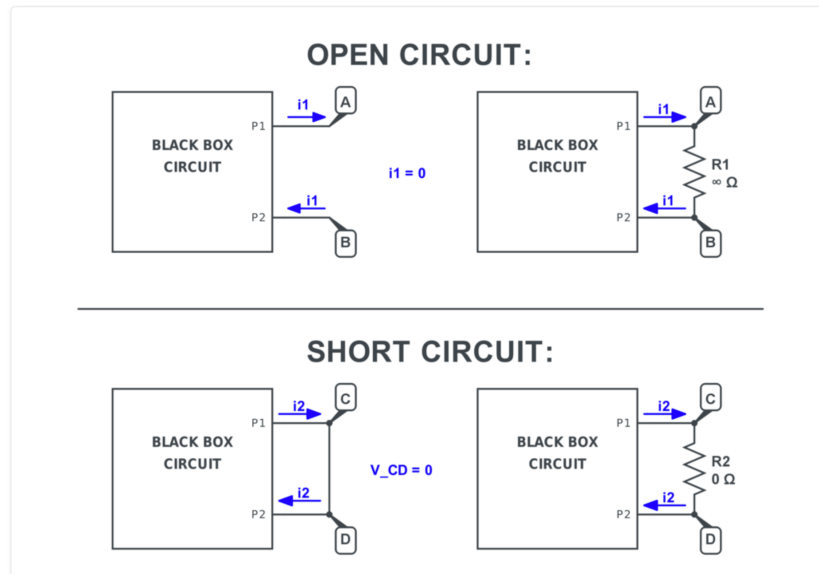 OPEN CIRCUIT:
i1
A
P1
BLACK BOX
CIRCUIT
i1 = 0
i1
P2
B
i1
A
P1
BLACK BOX
CIRCUIT
R1
∞ Ω
i1
P2
B
SHORT CIRCUIT:
i2
C
P1
BLACK BOX
CIRCUIT
V_CD = 0
i2
P2
D
i2
C
P1
BLACK BOX
CIRCUIT
R2
0 Ω
i2
P2
D